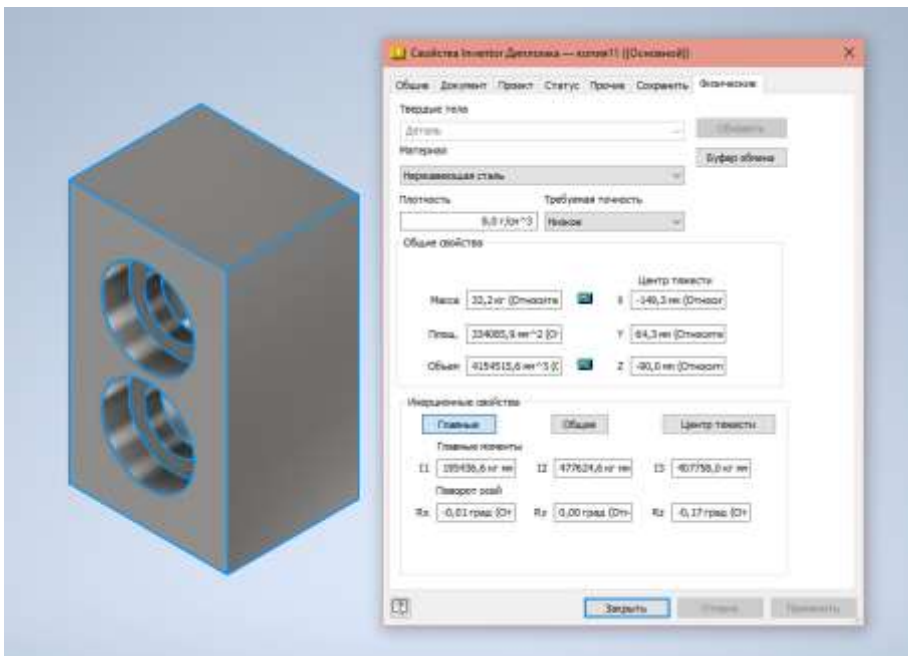 Свойства Inventor Дипломка — копия11 ((Основной))
Общие Документ Проект Статус Прочие Сохранить Физические
Твердые тела
Деталь
Обновить
Материал
Буфер обмена
Нержавеющая сталь
Плотность Требуемая точность
8,0 г/см^3 Низкое
Общие свойства
Центр тяжести
Масса 33,2 кг (Относите X -149,3 мм (Относит
Площ. 334085,9 мм^2 (О Y 64,3 мм (Относите
Объем 4154515,6 мм^3 ( Z -90,0 мм (Относит
Инерционные свойства
Главные Общие Центр тяжести
Главные моменты
I1 195436,6 кг мм I2 477624,6 кг мм I3 407758,0 кг мм
Поворот осей
Rx -0,01 град (От 0,00 град (Отн Rz -0,17 град (От
Закрыть Отмена Применить